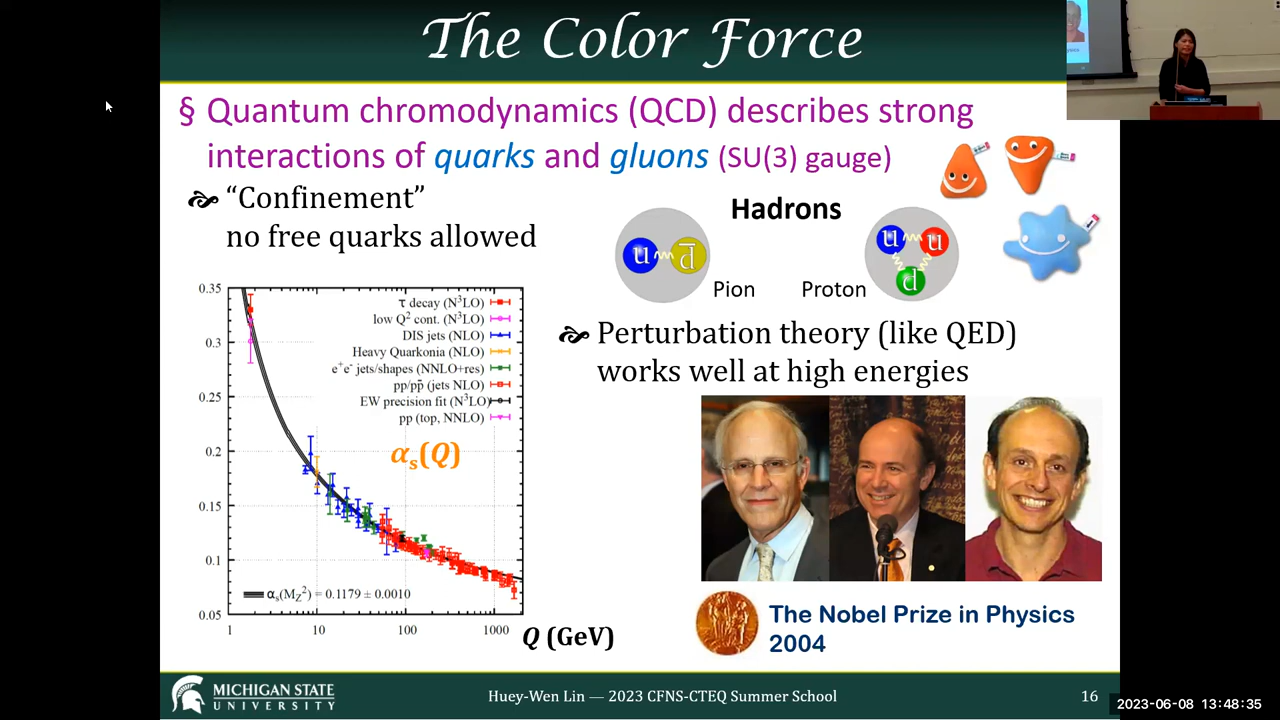 The Color Force
§ Quantum chromodynamics (QCD) describes strong
interactions of quarks and gluons (SU(3) gauge)
“Confinement”
no free quarks allowed
Hadrons
u d̅
Pion
u u
d
Proton
Perturbation theory (like QED)
works well at high energies
0.35
0.3
0.25
0.2
0.15
0.1
0.05
τ decay (N³LO)
low Q² cont. (N³LO)
DIS jets (NLO)
Heavy Quarkonia (NLO)
e⁺e⁻ jets/shapes (NNLO+res)
pp/pp̅ (jets NLO)
EW precision fit (N³LO)
pp (top, NNLO)
αs(Q)
αs(MZ²) = 0.1179 ± 0.0010
1 10 100 1000
Q (GeV)
The Nobel Prize in Physics
2004
MICHIGAN STATE
UNIVERSITY
Huey-Wen Lin — 2023 CFNS-CTEQ Summer School
16
2023-06-08 13:48:35